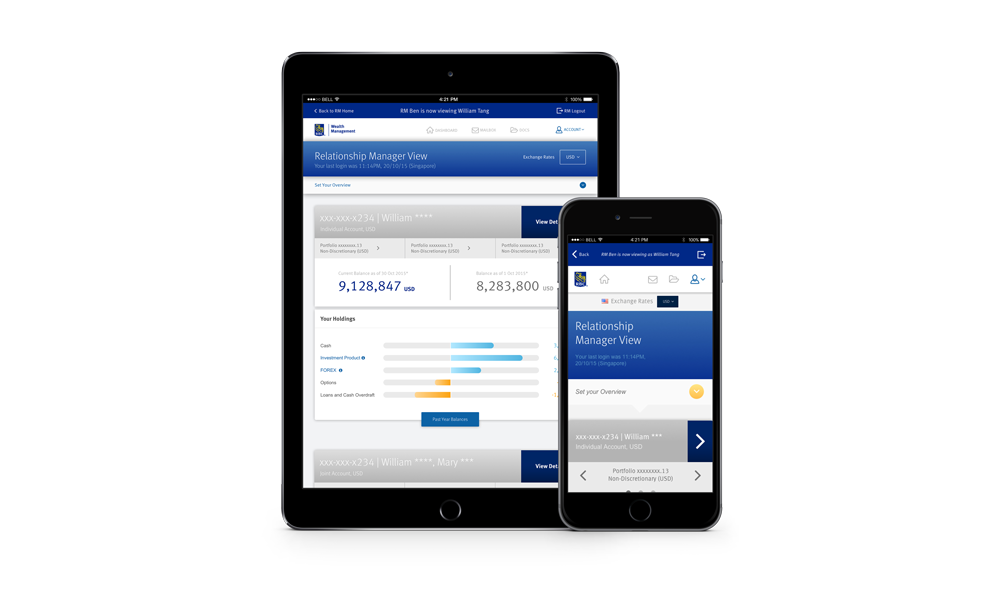 BELL
4:21 PM
100%
Back to RM Home
RM Ben is now viewing William Tang
RM Logout
RBC
Wealth
Management
DASHBOARD
MAILBOX
DOCS
ACCOUNT
Relationship Manager View
Your last login was 11:14PM, 20/10/15 (Singapore)
Exchange Rates
USD
Set Your Overview
xxx-xxx-x234 | William ****
Individual Account, USD
View Det
Portfolio xxxxxxxx.13
Non-Discretionary (USD)
Portfolio xxxxxxxx.13
Non-Discretionary (USD)
Portfolio xxxxxxxx.13
Non-Discretionary (USD)
Current Balance as of 10 Oct 2015*
9,128,847 USD
Balance as of 1 Oct 2015*
8,283,800 USD
Your Holdings
Cash
Investment Product
FOREX
Options
Loans and Cash Overdraft
Past Year Balances
xxx-xxx-x234 | William ****, Mary ***
Joint Account, USD
View Det
BELL
4:21 PM
100%
Back
RM Ben is now viewing as William Tang
RBC
Exchange Rates
USD
Relationship
Manager View
Your last login was 11:14PM,
20/10/15 (Singapore)
Set your Overview
xxx-xxx-x234 | William ***
Individual Account, USD
Portfolio xxxxxxxx.13
Non-Discretionary (USD)